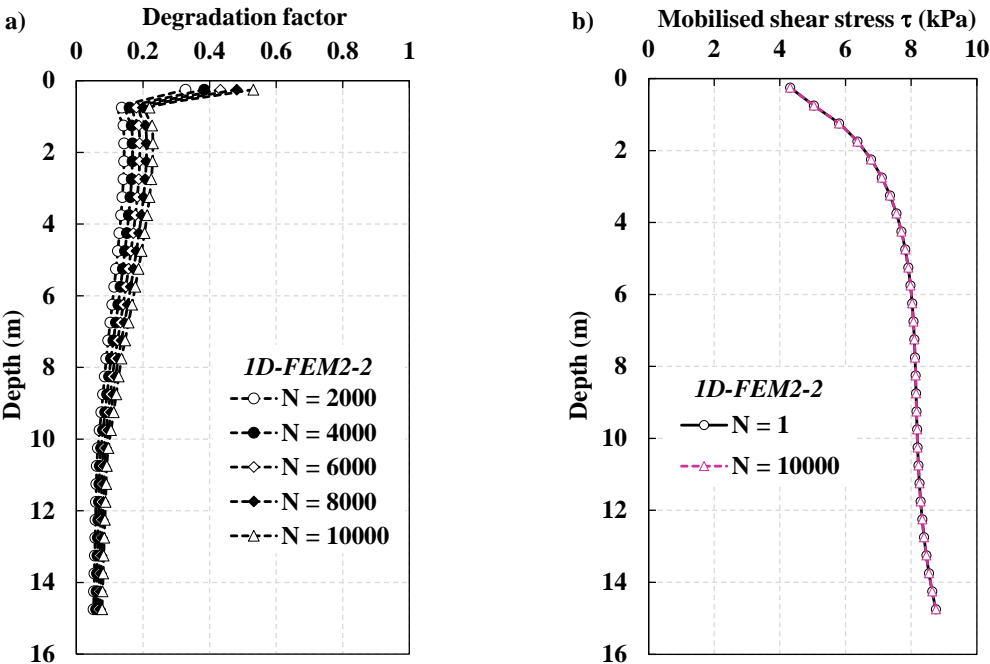 a)
Degradation factor
0 0.2 0.4 0.6 0.8 1
0
2
4
6
8
10
12
14
16
Depth (m)
1D-FEM2-2
N = 2000
N = 4000
N = 6000
N = 8000
N = 10000
b)
Mobilised shear stress τ (kPa)
0 2 4 6 8 10
0
2
4
6
8
10
12
14
16
Depth (m)
1D-FEM2-2
N = 1
N = 10000